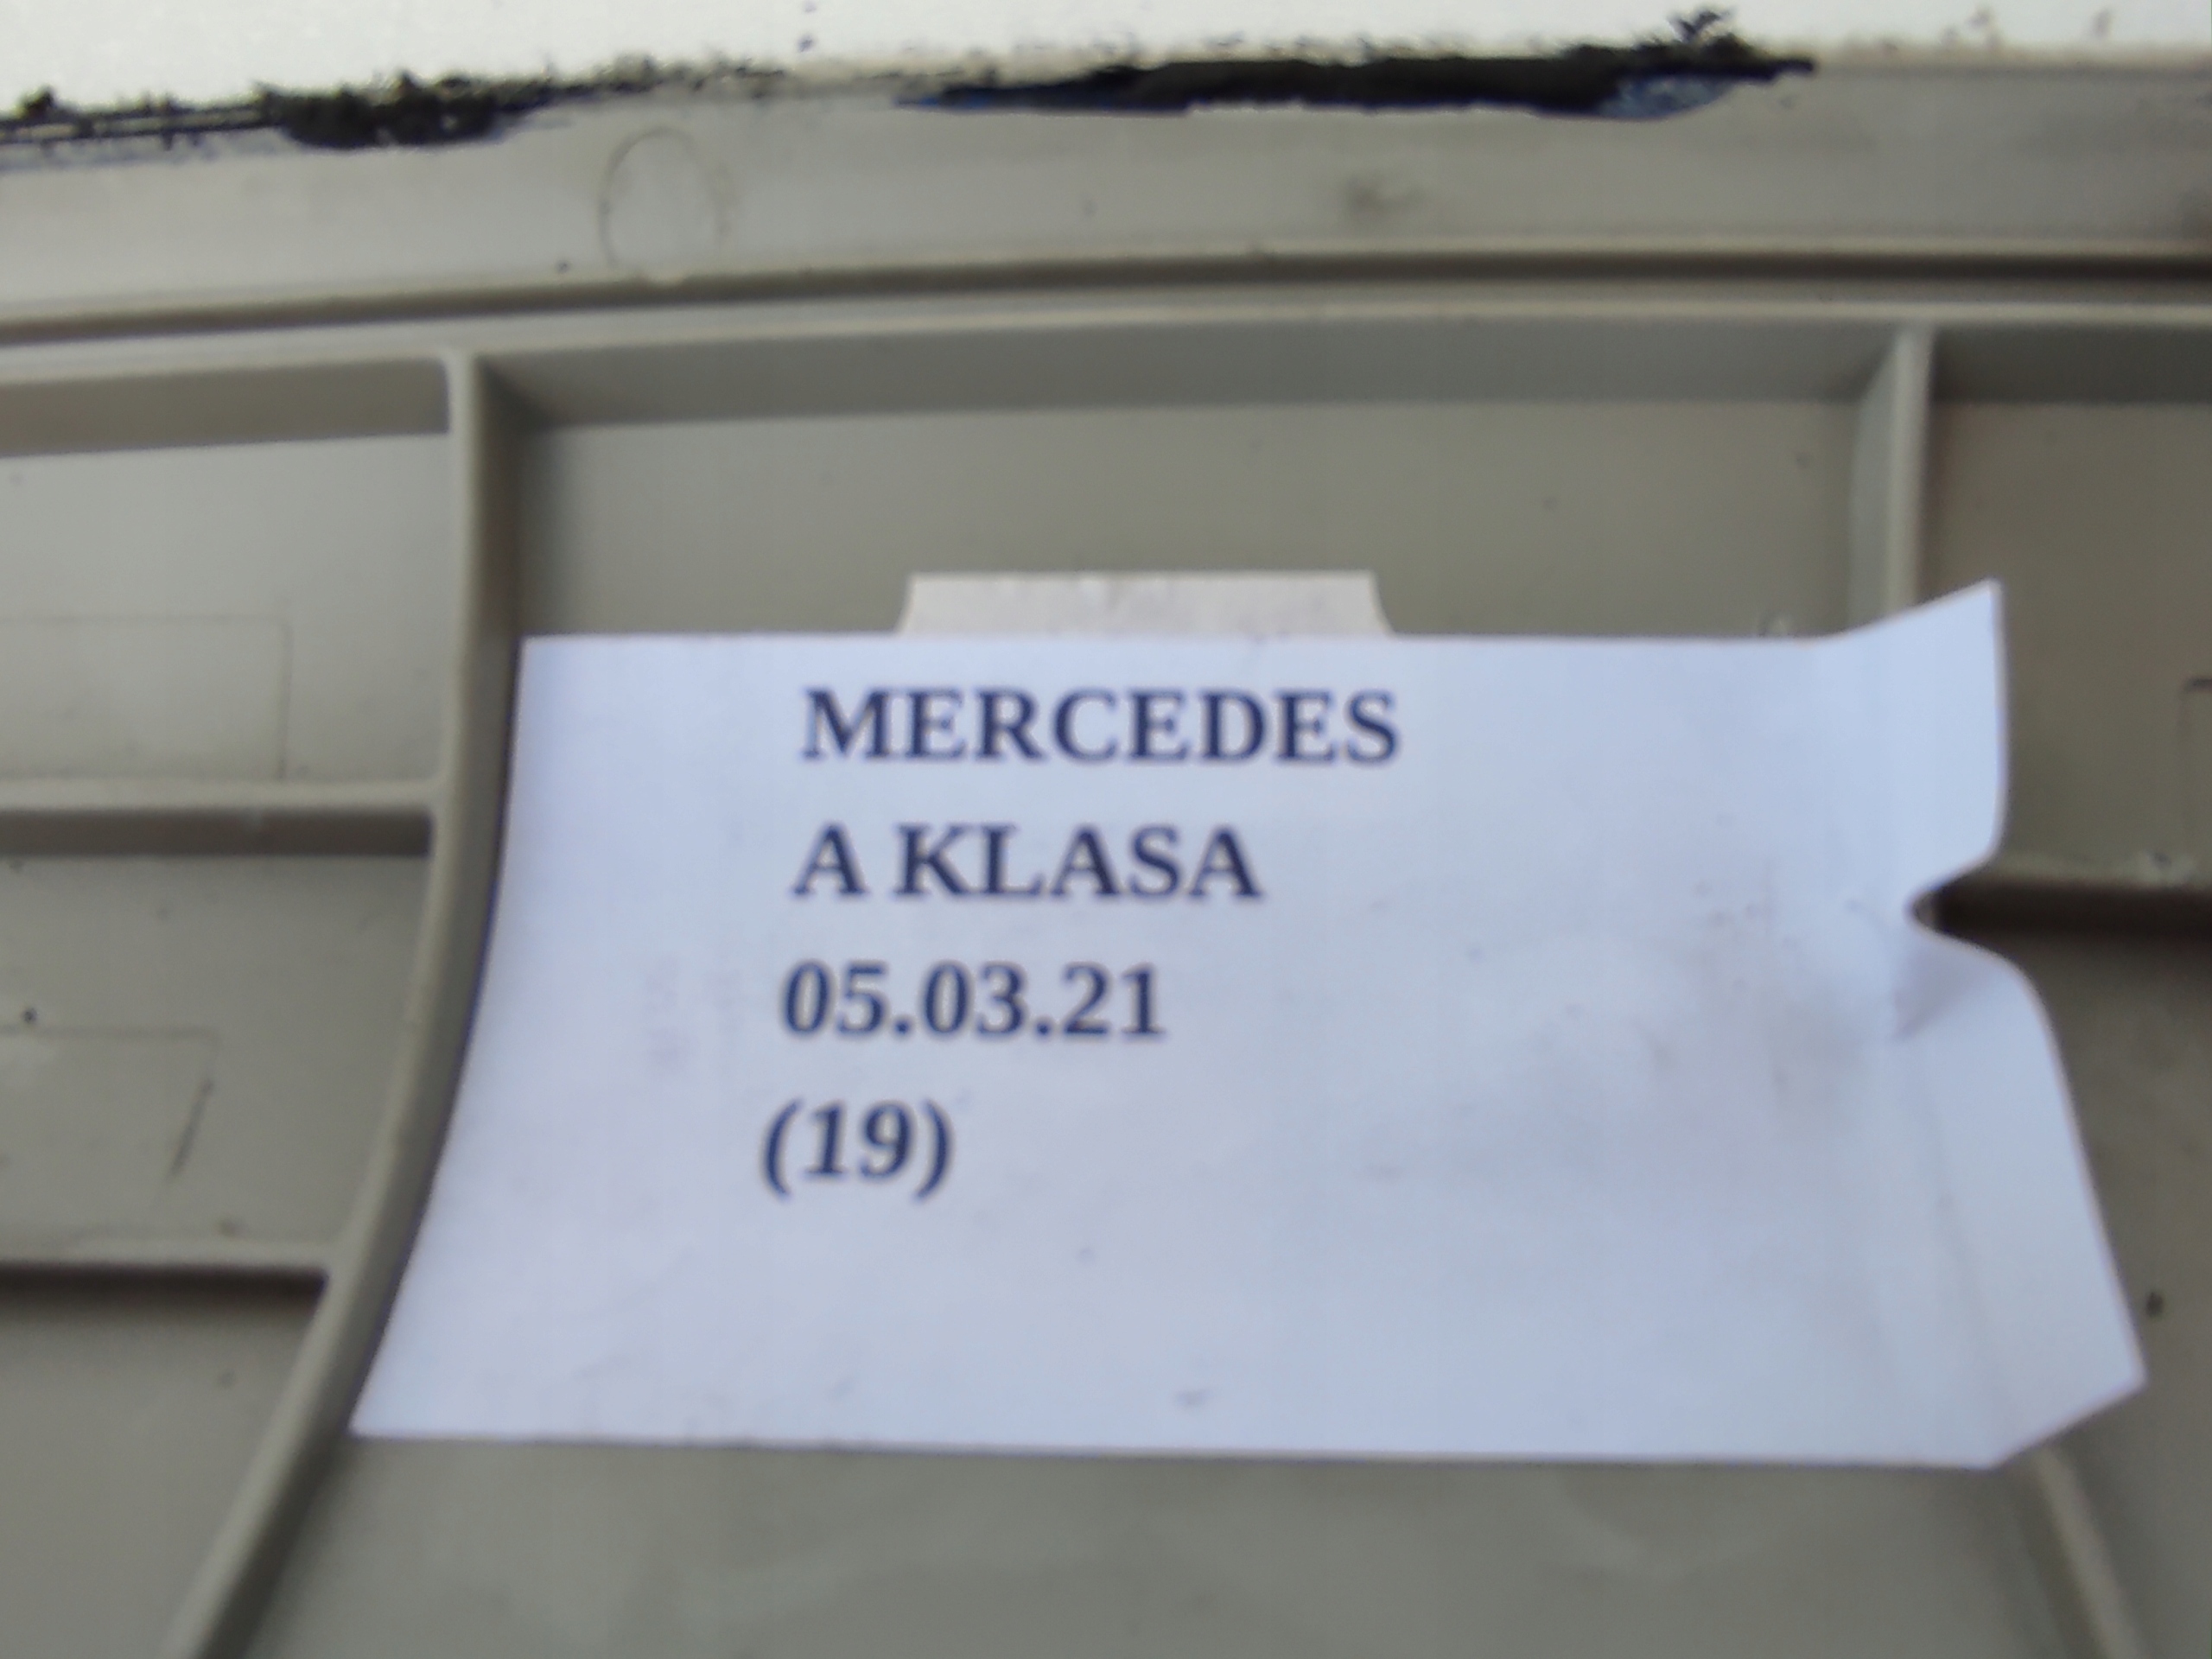 MERCEDES
A KLASA
05.03.21
(19)